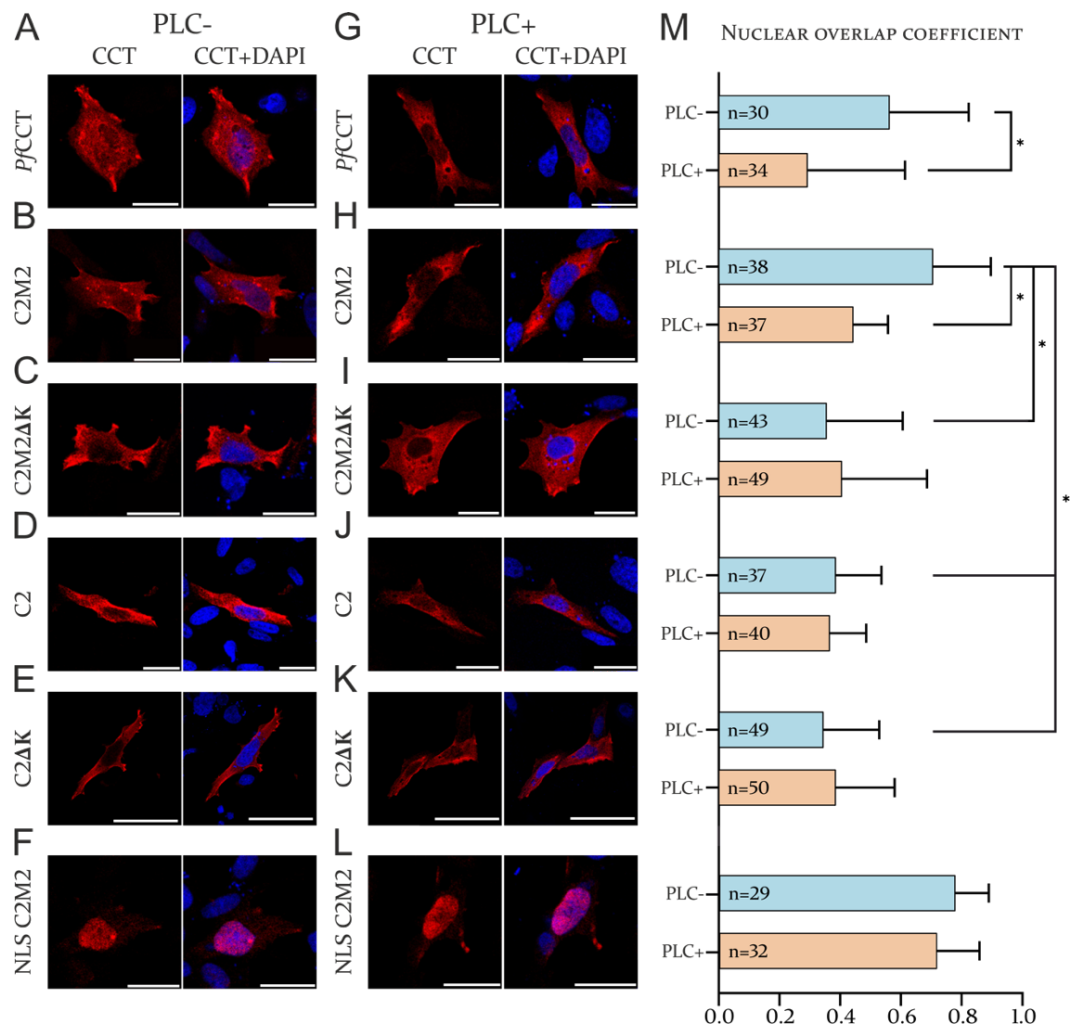 A PLC- G PLC+ M NUCLEAR OVERLAP COEFFICIENT
CCT CCT+DAPI CCT CCT+DAPI
PfCCT PfCCT
PLC- n=30
*
PLC+ n=34
B H
C2M2 C2M2
PLC- n=38
*
PLC+ n=37
*
C I
C2M2ΔK C2M2ΔK
PLC- n=43
PLC+ n=49
*
D J
C2 C2
PLC- n=37
PLC+ n=40
E K
C2ΔK C2ΔK
PLC- n=49
PLC+ n=50
F L
NLS C2M2 NLS C2M2
PLC- n=29
PLC+ n=32
0.0 0.2 0.4 0.6 0.8 1.0